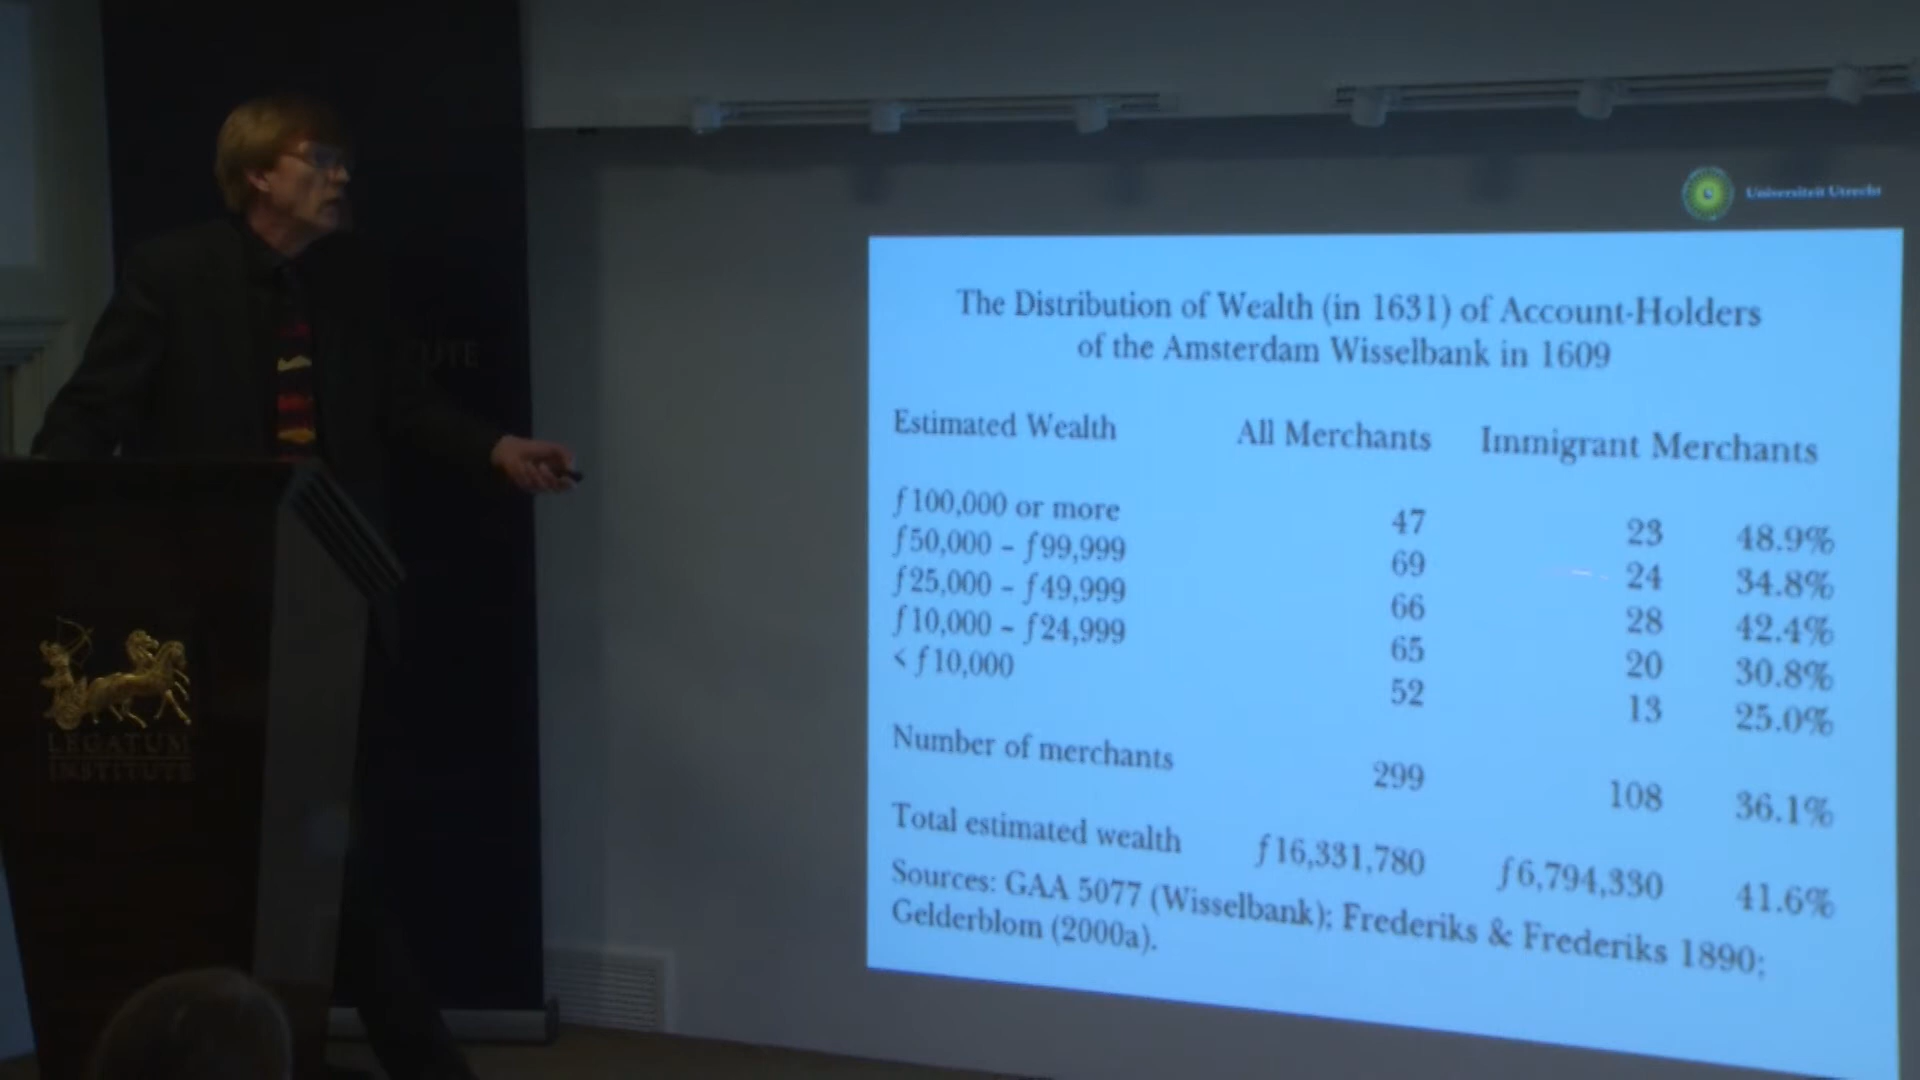 Universiteit Utrecht
The Distribution of Wealth (in 1631) of Account-Holders
of the Amsterdam Wisselbank in 1609
Estimated Wealth All Merchants Immigrant Merchants
ƒ100,000 or more 47 23 48.9%
ƒ50,000 – ƒ99,999 69 24 34.8%
ƒ25,000 – ƒ49,999 66 28 42.4%
ƒ10,000 – ƒ24,999 65 20 30.8%
< ƒ10,000 52 13 25.0%
Number of merchants 299 108 36.1%
Total estimated wealth ƒ16,331,780 ƒ6,794,330 41.6%
Sources: GAA 5077 (Wisselbank); Frederiks & Frederiks 1890;
Gelderblom (2000a).
LEGATUM
INSTITUTE